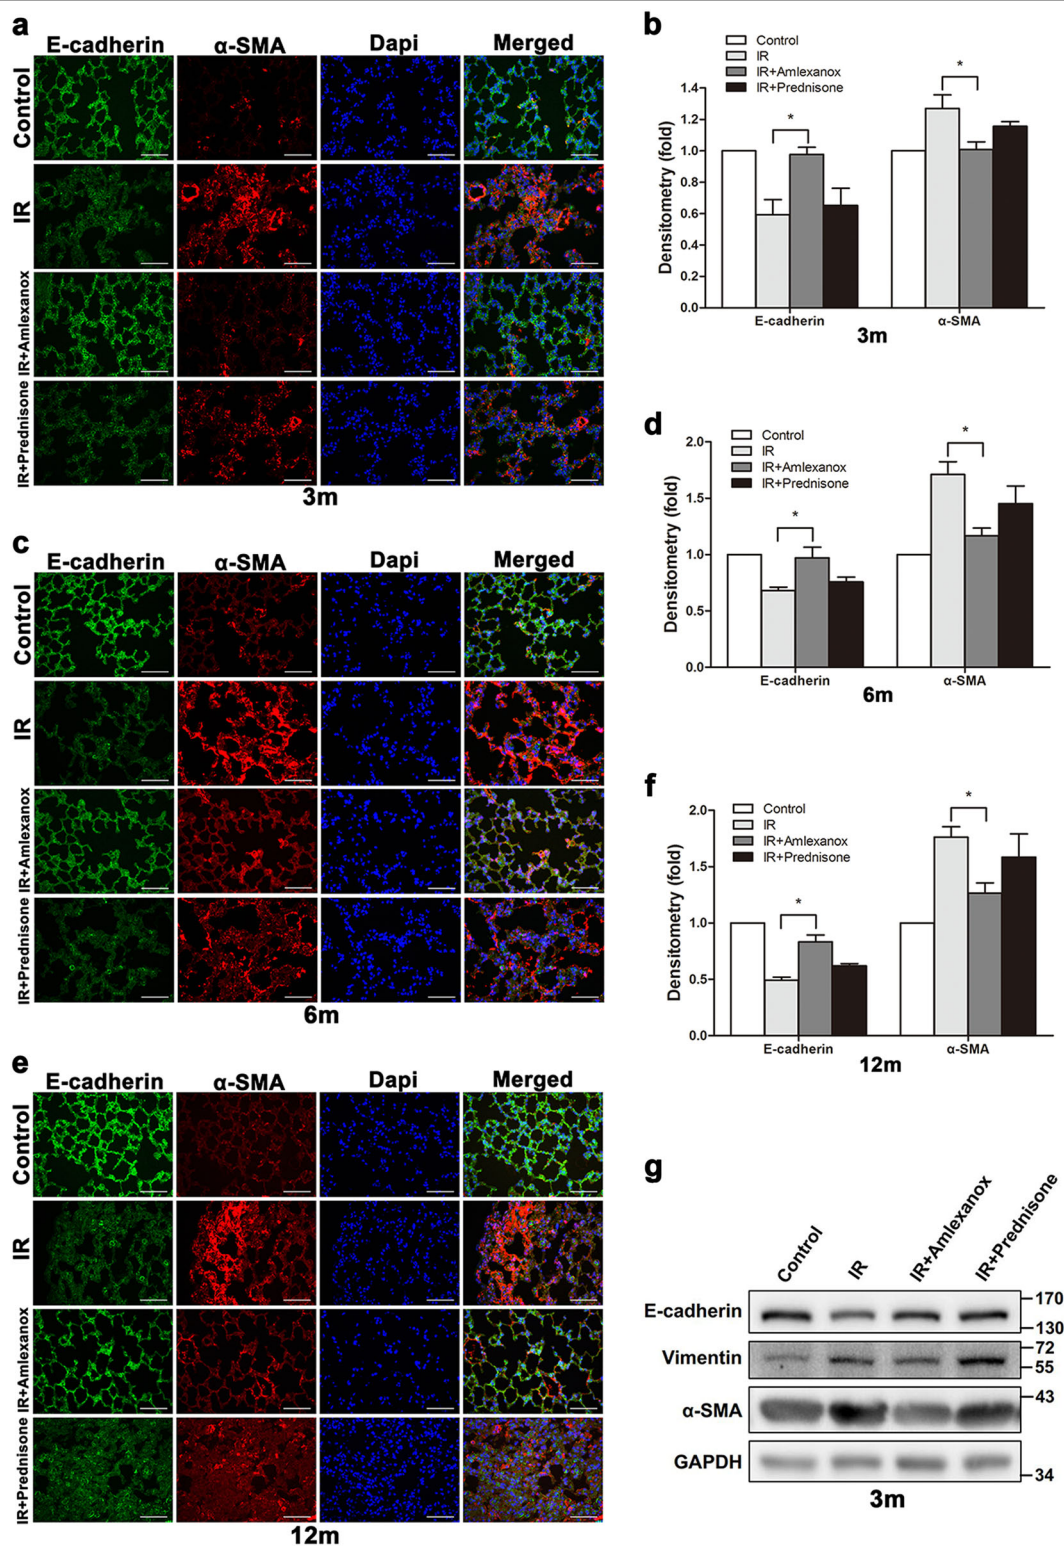 a
E-cadherin α-SMA Dapi Merged
Control
IR
IR+Amlexanox
IR+Prednisone
3m
b
Control
IR
IR+Amlexanox
IR+Prednisone
*
*
Densitometry (fold)
1.4
1.2
1.0
0.8
0.6
0.4
0.2
0.0
E-cadherin α-SMA
3m
c
E-cadherin α-SMA Dapi Merged
Control
IR
IR+Amlexanox
IR+Prednisone
6m
d
Control
IR
IR+Amlexanox
IR+Prednisone
*
*
Densitometry (fold)
2.0
1.5
1.0
0.5
0.0
E-cadherin α-SMA
6m
e
E-cadherin α-SMA Dapi Merged
Control
IR
IR+Amlexanox
IR+Prednisone
12m
f
Control
IR
IR+Amlexanox
IR+Prednisone
*
*
Densitometry (fold)
2.0
1.5
1.0
0.5
0.0
E-cadherin α-SMA
12m
g
Control IR IR+Amlexanox IR+Prednisone
E-cadherin 170
130
Vimentin 72
55
α-SMA 43
GAPDH 34
3m